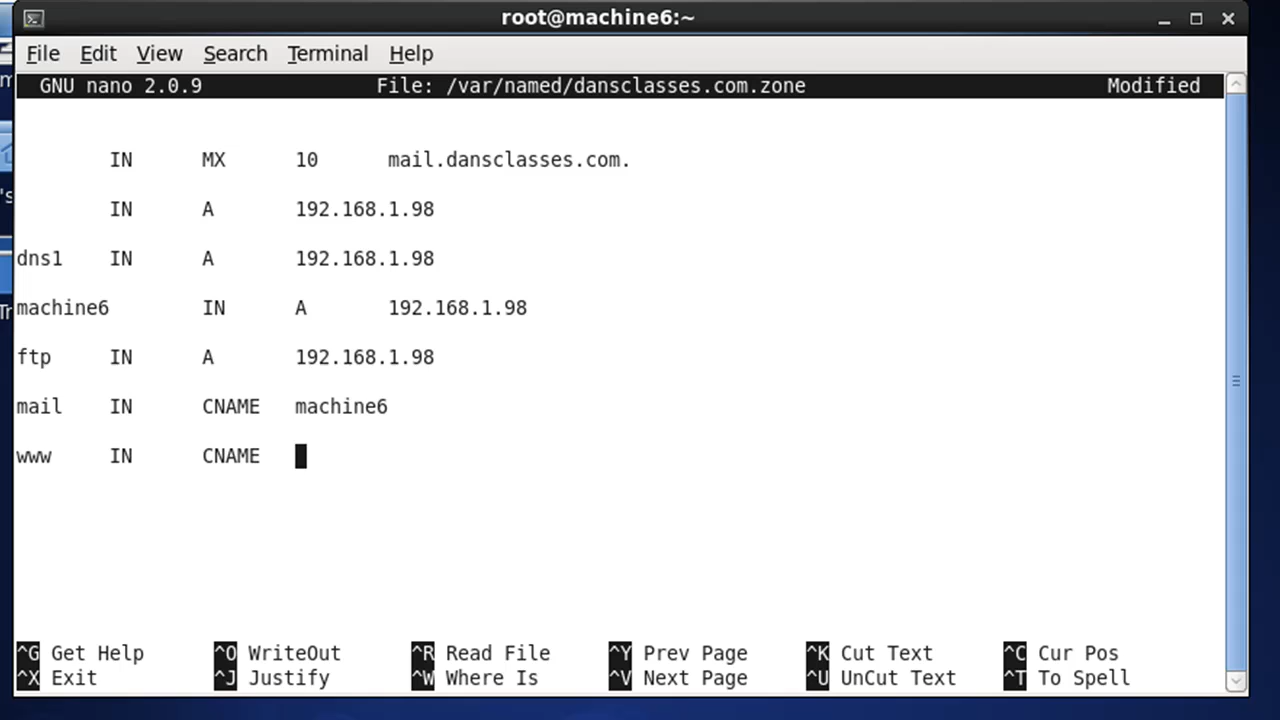 root@machine6:~
File Edit View Search Terminal Help
GNU nano 2.0.9 File: /var/named/dansclasses.com.zone Modified
IN MX 10 mail.dansclasses.com.
IN A 192.168.1.98
dns1 IN A 192.168.1.98
machine6 IN A 192.168.1.98
ftp IN A 192.168.1.98
mail IN CNAME machine6
www IN CNAME
^G Get Help ^O WriteOut ^R Read File ^Y Prev Page ^K Cut Text ^C Cur Pos
^X Exit ^J Justify ^W Where Is ^V Next Page ^U UnCut Text ^T To Spell